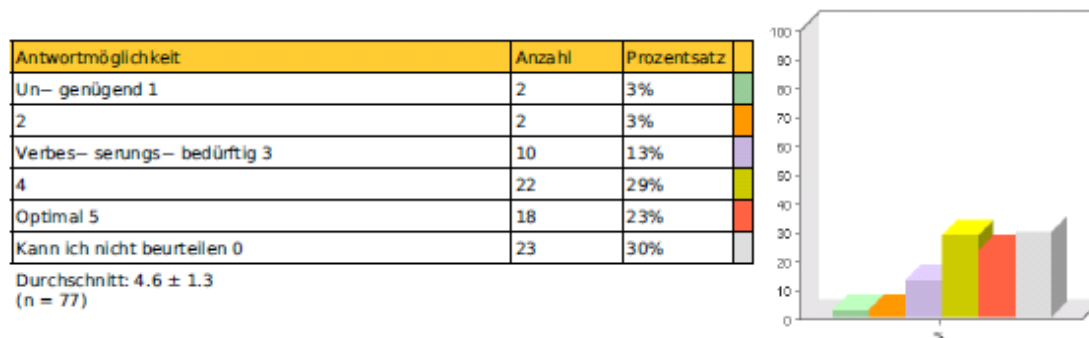 Antwortmöglichkeit Anzahl Prozentsatz
Un– genügend 1 2 3%
2 2 3%
Verbes– serungs– bedürftig 3 10 13%
4 22 29%
Optimal 5 18 23%
Kann ich nicht beurteilen 0 23 30%
Durchschnitt: 4.6 ± 1.3
(n = 77)
100
90
80
70
60
50
40
30
20
10
0